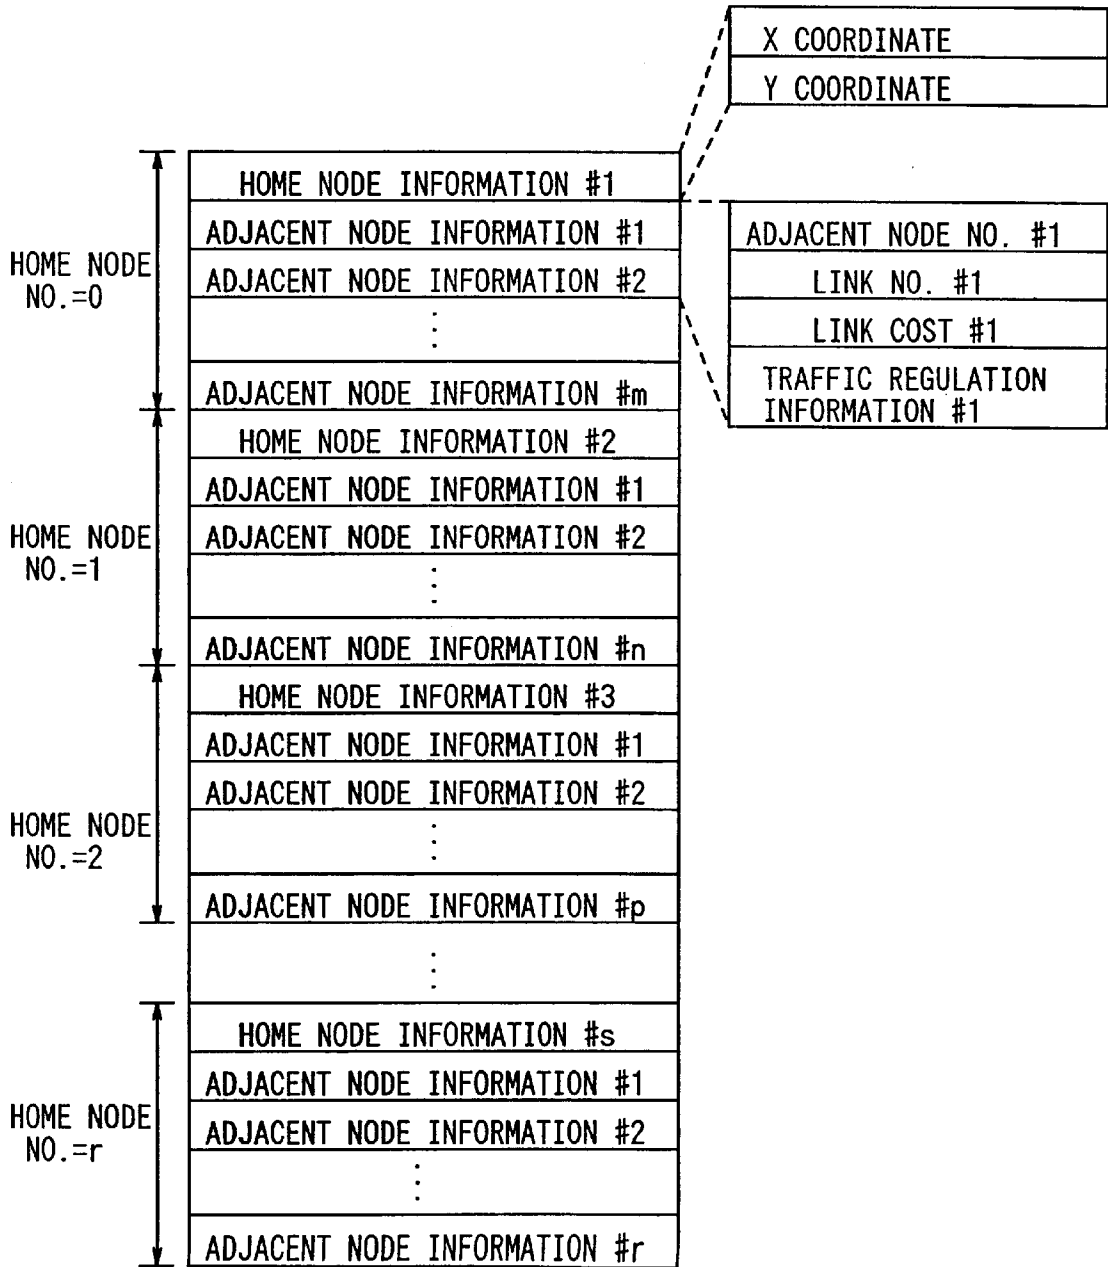 X COORDINATE
Y COORDINATE
HOME NODE INFORMATION #1
ADJACENT NODE INFORMATION #1
ADJACENT NODE INFORMATION #2
ADJACENT NODE INFORMATION #m
HOME NODE
NO.=0
ADJACENT NODE NO. #1
LINK NO. #1
LINK COST #1
TRAFFIC REGULATION
INFORMATION #1
HOME NODE INFORMATION #2
ADJACENT NODE INFORMATION #1
ADJACENT NODE INFORMATION #2
ADJACENT NODE INFORMATION #n
HOME NODE
NO.=1
HOME NODE INFORMATION #3
ADJACENT NODE INFORMATION #1
ADJACENT NODE INFORMATION #2
ADJACENT NODE INFORMATION #p
HOME NODE
NO.=2
HOME NODE INFORMATION #s
ADJACENT NODE INFORMATION #1
ADJACENT NODE INFORMATION #2
ADJACENT NODE INFORMATION #r
HOME NODE
NO.=r